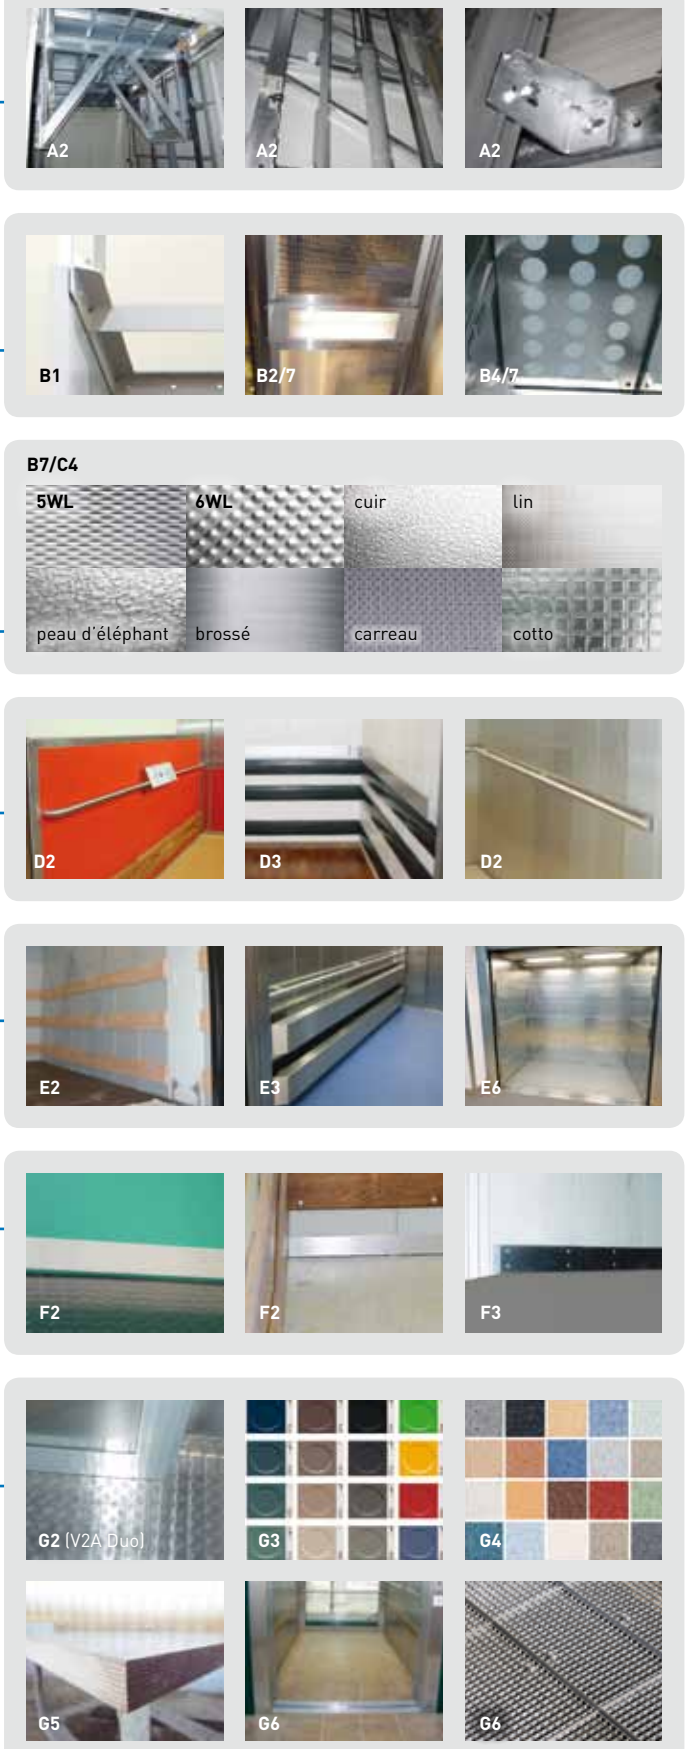 A2
A2
A2
B1
B2/7
B4/7
B7/C4
5WL
6WL
cuir
lin
peau d'éléphant
brossé
carreau
cotto
D2
D3
D2
E2
E3
E6
F2
F2
F3
G2 (V2A Duo)
G3
G4
G5
G6
G6